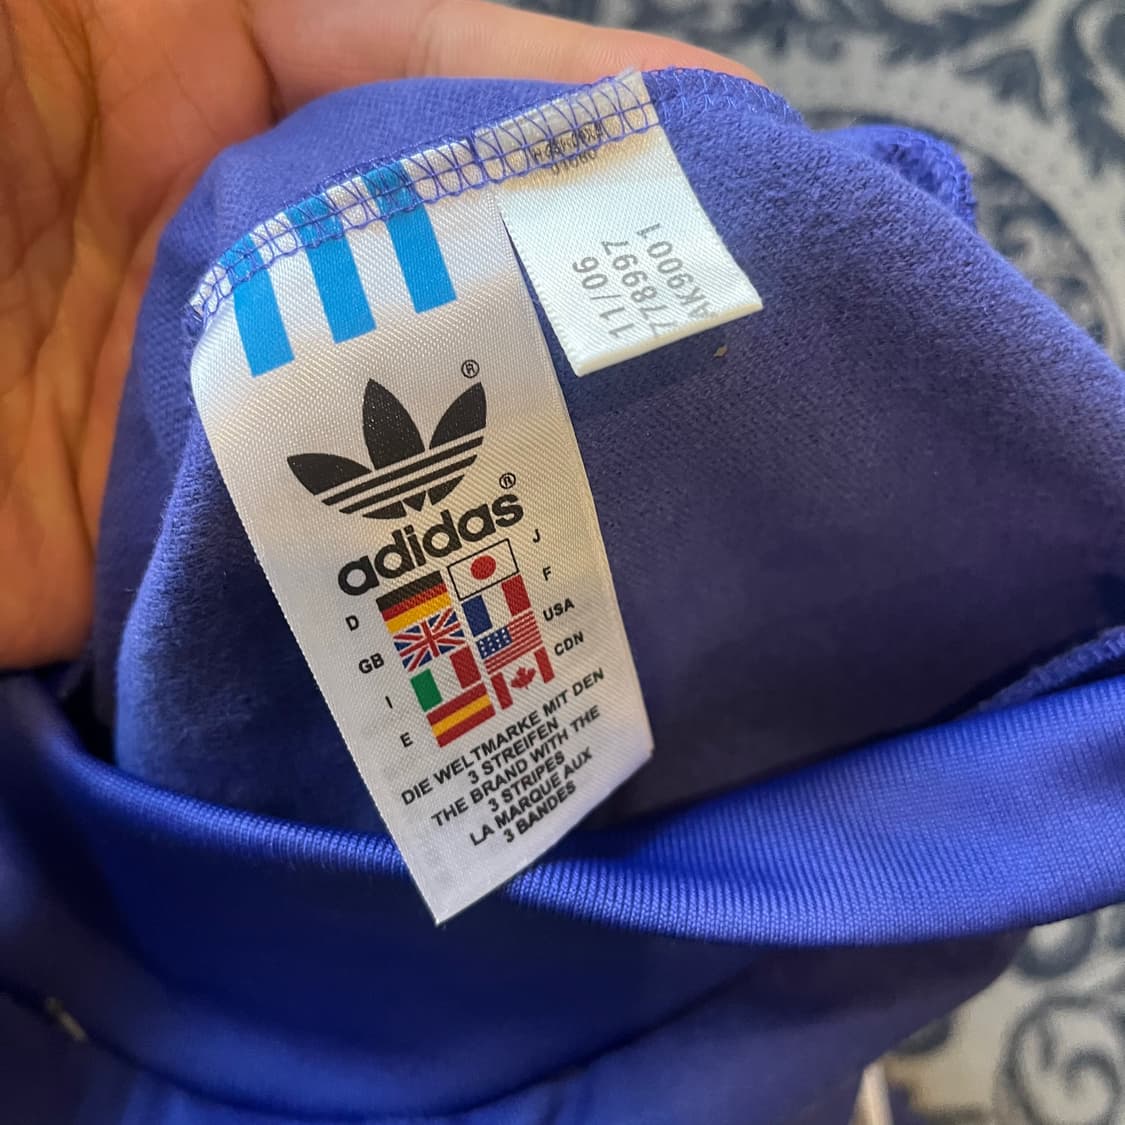 adidas
®
®
D
J
GB
F
I
USA
E
CDN
DIE WELTMARKE MIT DEN
3 STREIFEN
THE BRAND WITH THE
3 STRIPES
LA MARQUE AUX
3 BANDES
11/06
778997
AK9001